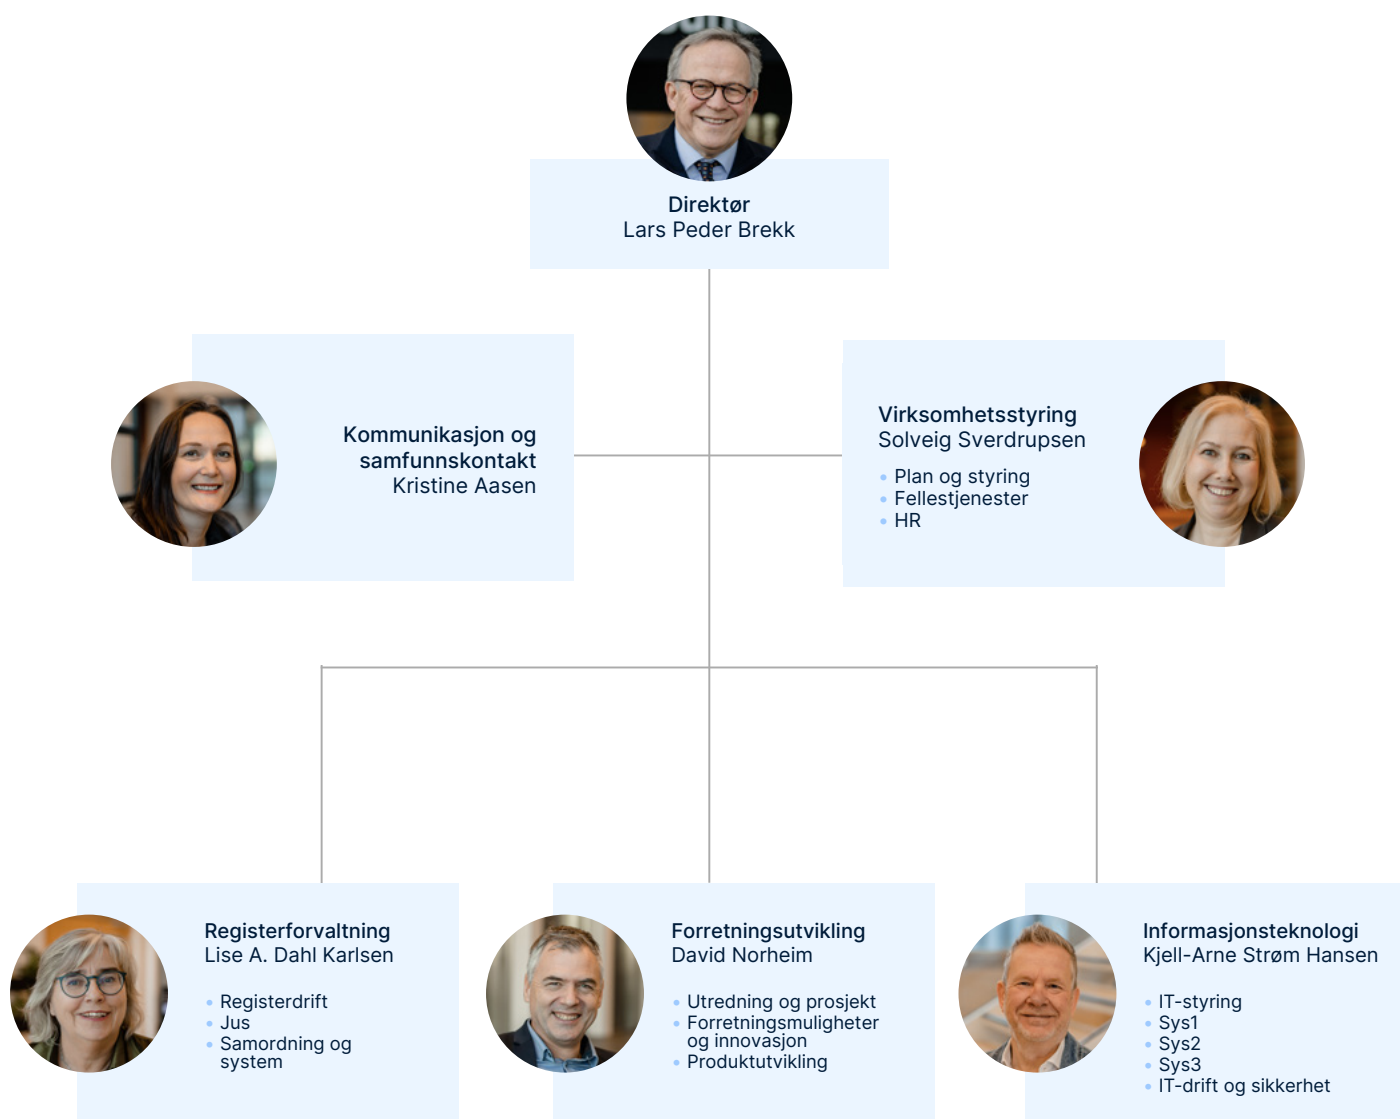 Direktør
Lars Peder Brekk
Kommunikasjon og
samfunnskontakt
Kristine Aasen
Virksomhetsstyring
Solveig Sverdrupsen
• Plan og styring
• Fellestjenester
• HR
Registerforvaltning
Lise A. Dahl Karlsen
• Registerdrift
• Jus
• Samordning og
system
Forretningsutvikling
David Norheim
• Utredning og prosjekt
• Forretningsmuligheter
og innovasjon
• Produktutvikling
Informasjonsteknologi
Kjell-Arne Strøm Hansen
• IT-styring
• Sys1
• Sys2
• Sys3
• IT-drift og sikkerhet